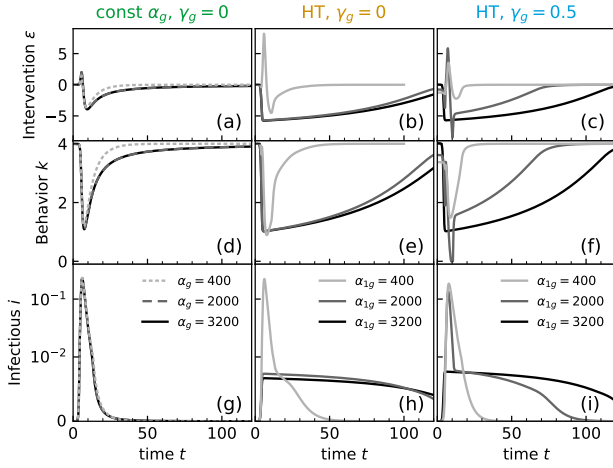 const α_g, γ_g = 0
HT, γ_g = 0
HT, γ_g = 0.5
Intervention ε
0
−5
(a)
(b)
(c)
Behavior k
4
2
0
(d)
(e)
(f)
Infectious i
10⁻¹
10⁻²
0
α_g = 400
α_g = 2000
α_g = 3200
α_1g = 400
α_1g = 2000
α_1g = 3200
α_1g = 400
α_1g = 2000
α_1g = 3200
(g)
(h)
(i)
0 50 100
0 50 100
0 50 100
time t
time t
time t